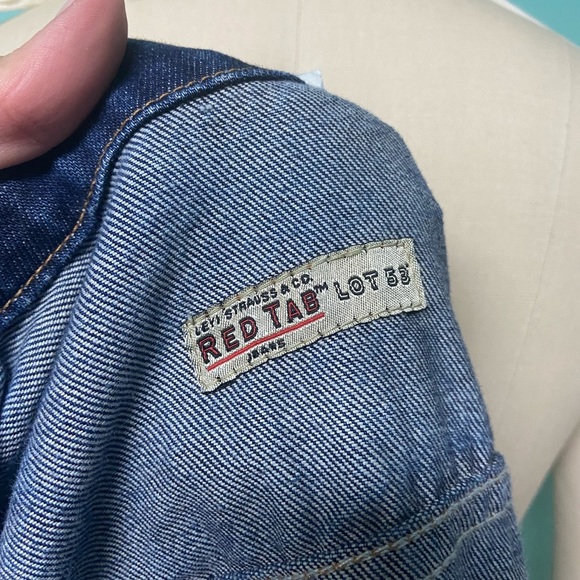 LEVI STRAUSS & CO.
RED TAB™ LOT 53
JEANS